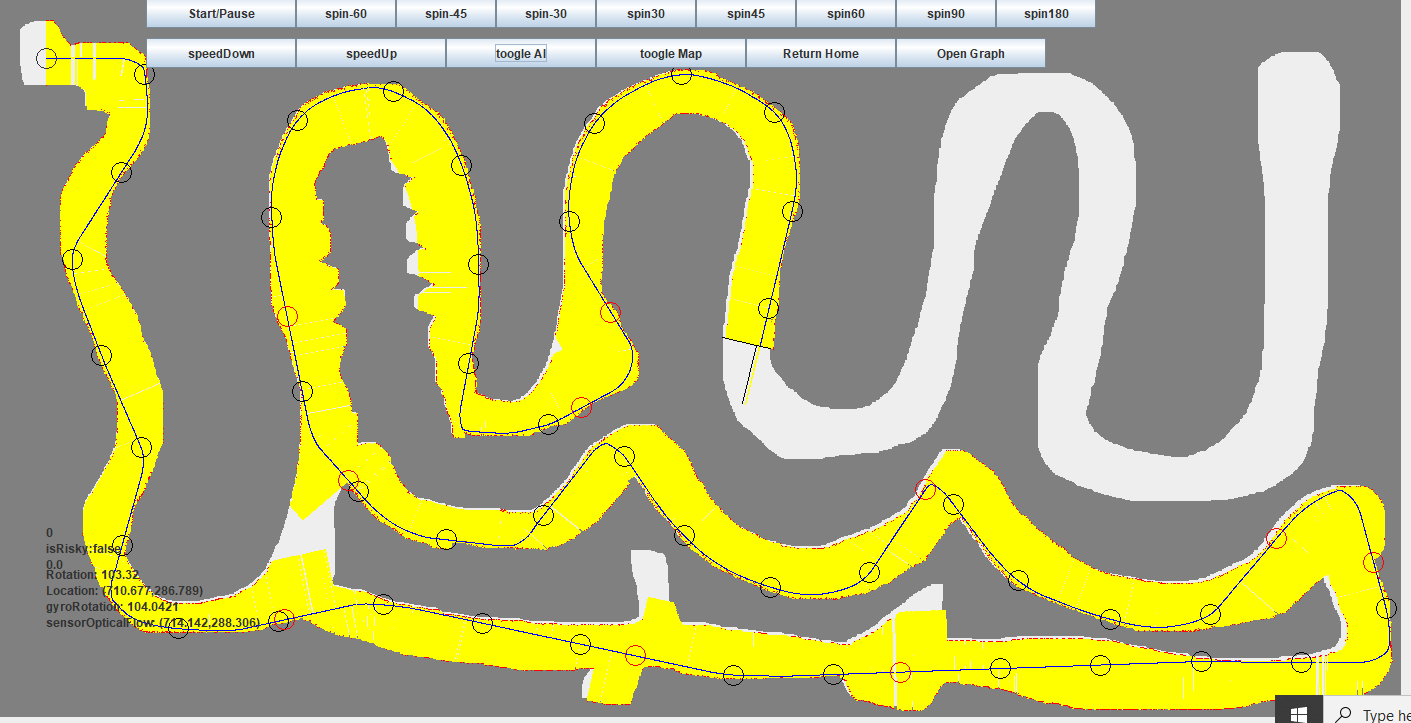 Start/Pause spin-60 spin-45 spin-30 spin30 spin45 spin60 spin90 spin180
speedDown speedUp toogle AI toogle Map Return Home Open Graph
0
isRisky:false
0.0
Rotation: 103.32
Location: (710.677,286.789)
gyroRotation: 104.0421
sensorOpticalFlow: (714.142,288.306)
Type he